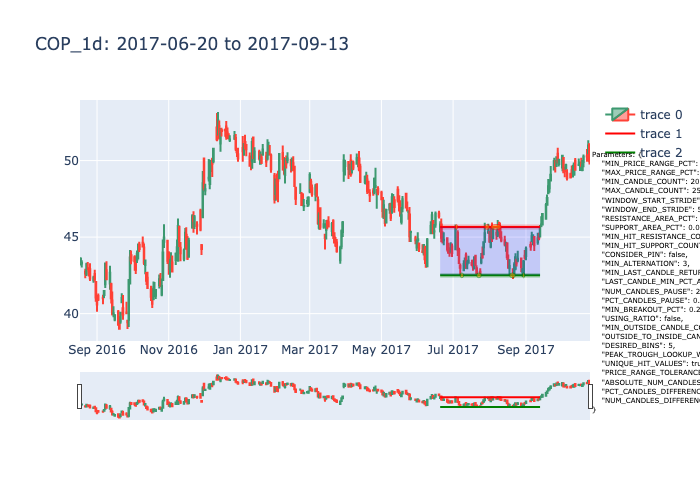 COP_1d: 2017-06-20 to 2017-09-13
trace 0
trace 1
trace 2
Parameters: {
"MIN_PRICE_RANGE_PCT":
"MAX_PRICE_RANGE_PCT":
"MIN_CANDLE_COUNT": 20
"MAX_CANDLE_COUNT": 25
"WINDOW_START_STRIDE"
"WINDOW_END_STRIDE": 5
"RESISTANCE_AREA_PCT":
"SUPPORT_AREA_PCT": 0.0
"MIN_HIT_RESISTANCE_CO
"MIN_HIT_SUPPORT_COUNT
"CONSIDER_PIN": false,
"MIN_ALTERNATION": 3,
"MIN_LAST_CANDLE_RETUR
"LAST_CANDLE_MIN_PCT_A
"NUM_CANDLES_PAUSE": 2
"PCT_CANDLES_PAUSE": 0.
"MIN_BREAKOUT_PCT": 0.2
"USING_RATIO": false,
"MIN_OUTSIDE_CANDLE_CO
"OUTSIDE_TO_INSIDE_CAN
"DESIRED_BINS": 5,
"PEAK_TROUGH_LOOKUP_W
"UNIQUE_HIT_VALUES": tru
"PRICE_RANGE_TOLERANC
"ABSOLUTE_NUM_CANDLES
"PCT_CANDLES_DIFFERENC
"NUM_CANDLES_DIFFEREN
}
50
45
40
Sep 2016 Nov 2016 Jan 2017 Mar 2017 May 2017 Jul 2017 Sep 2017